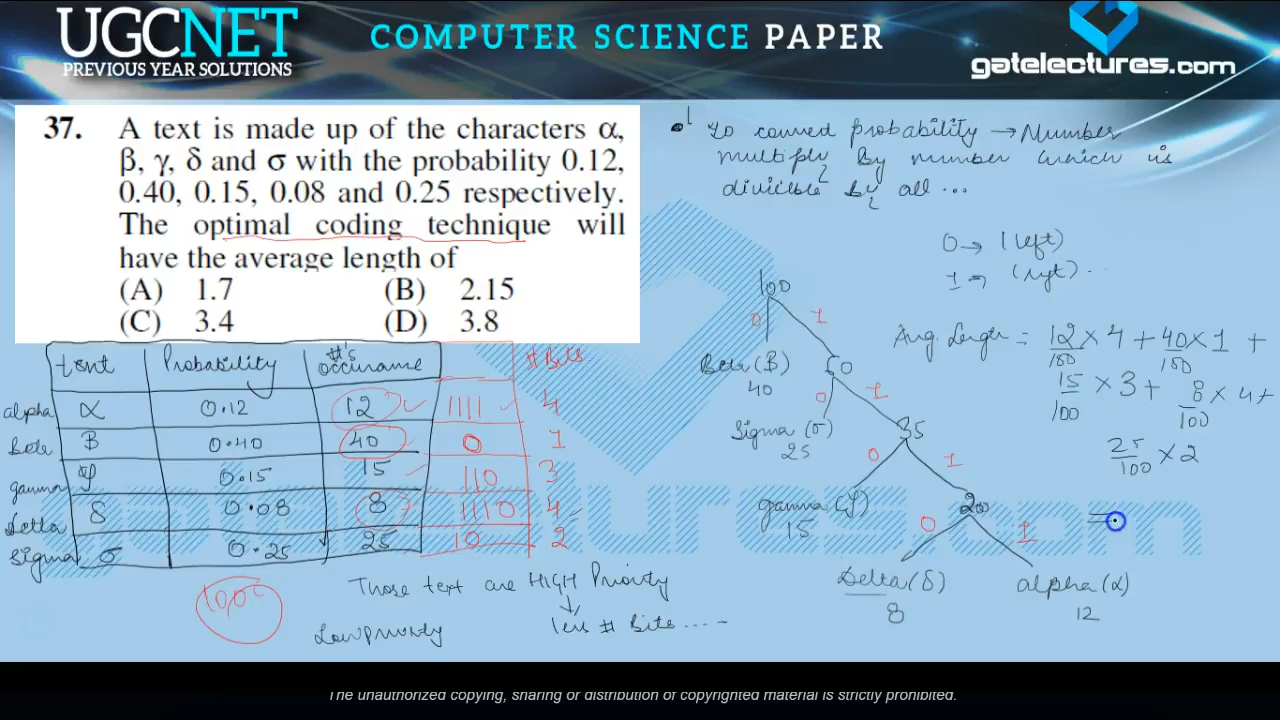 UGCNET
PREVIOUS YEAR SOLUTIONS
COMPUTER SCIENCE PAPER
gatelectures.com
37. A text is made up of the characters α,
β, γ, δ and σ with the probability 0.12,
0.40, 0.15, 0.08 and 0.25 respectively.
The optimal coding technique will
have the average length of
(A) 1.7 (B) 2.15
(C) 3.4 (D) 3.8
probability → Number
multiply By number which is
By all ...
0 → (left)
1 → (ryt)
100
0 1
Beta (β)
40
0 1
Sigma (σ)
25
35
0 1
gamma (γ)
15
20
0 1
Delta (δ)
8
alpha (α)
12
Avg. Length = 12/100 × 4 + 40/100 × 1 +
15/100 × 3 + 8/100 × 4 +
25/100 × 2
=
text Probability #'s occurance # Bits
alpha α 0.12 12 1111 4
Beta β 0.40 40 0 1
gamma γ 0.15 15 110 3
Delta δ 0.08 8 1110 4
Sigma σ 0.25 25 10 2
Those text are HIGH Priority
↓
less # Bits ....
Low priority
The unauthorized copying, sharing or distribution of copyrighted material is strictly prohibited.